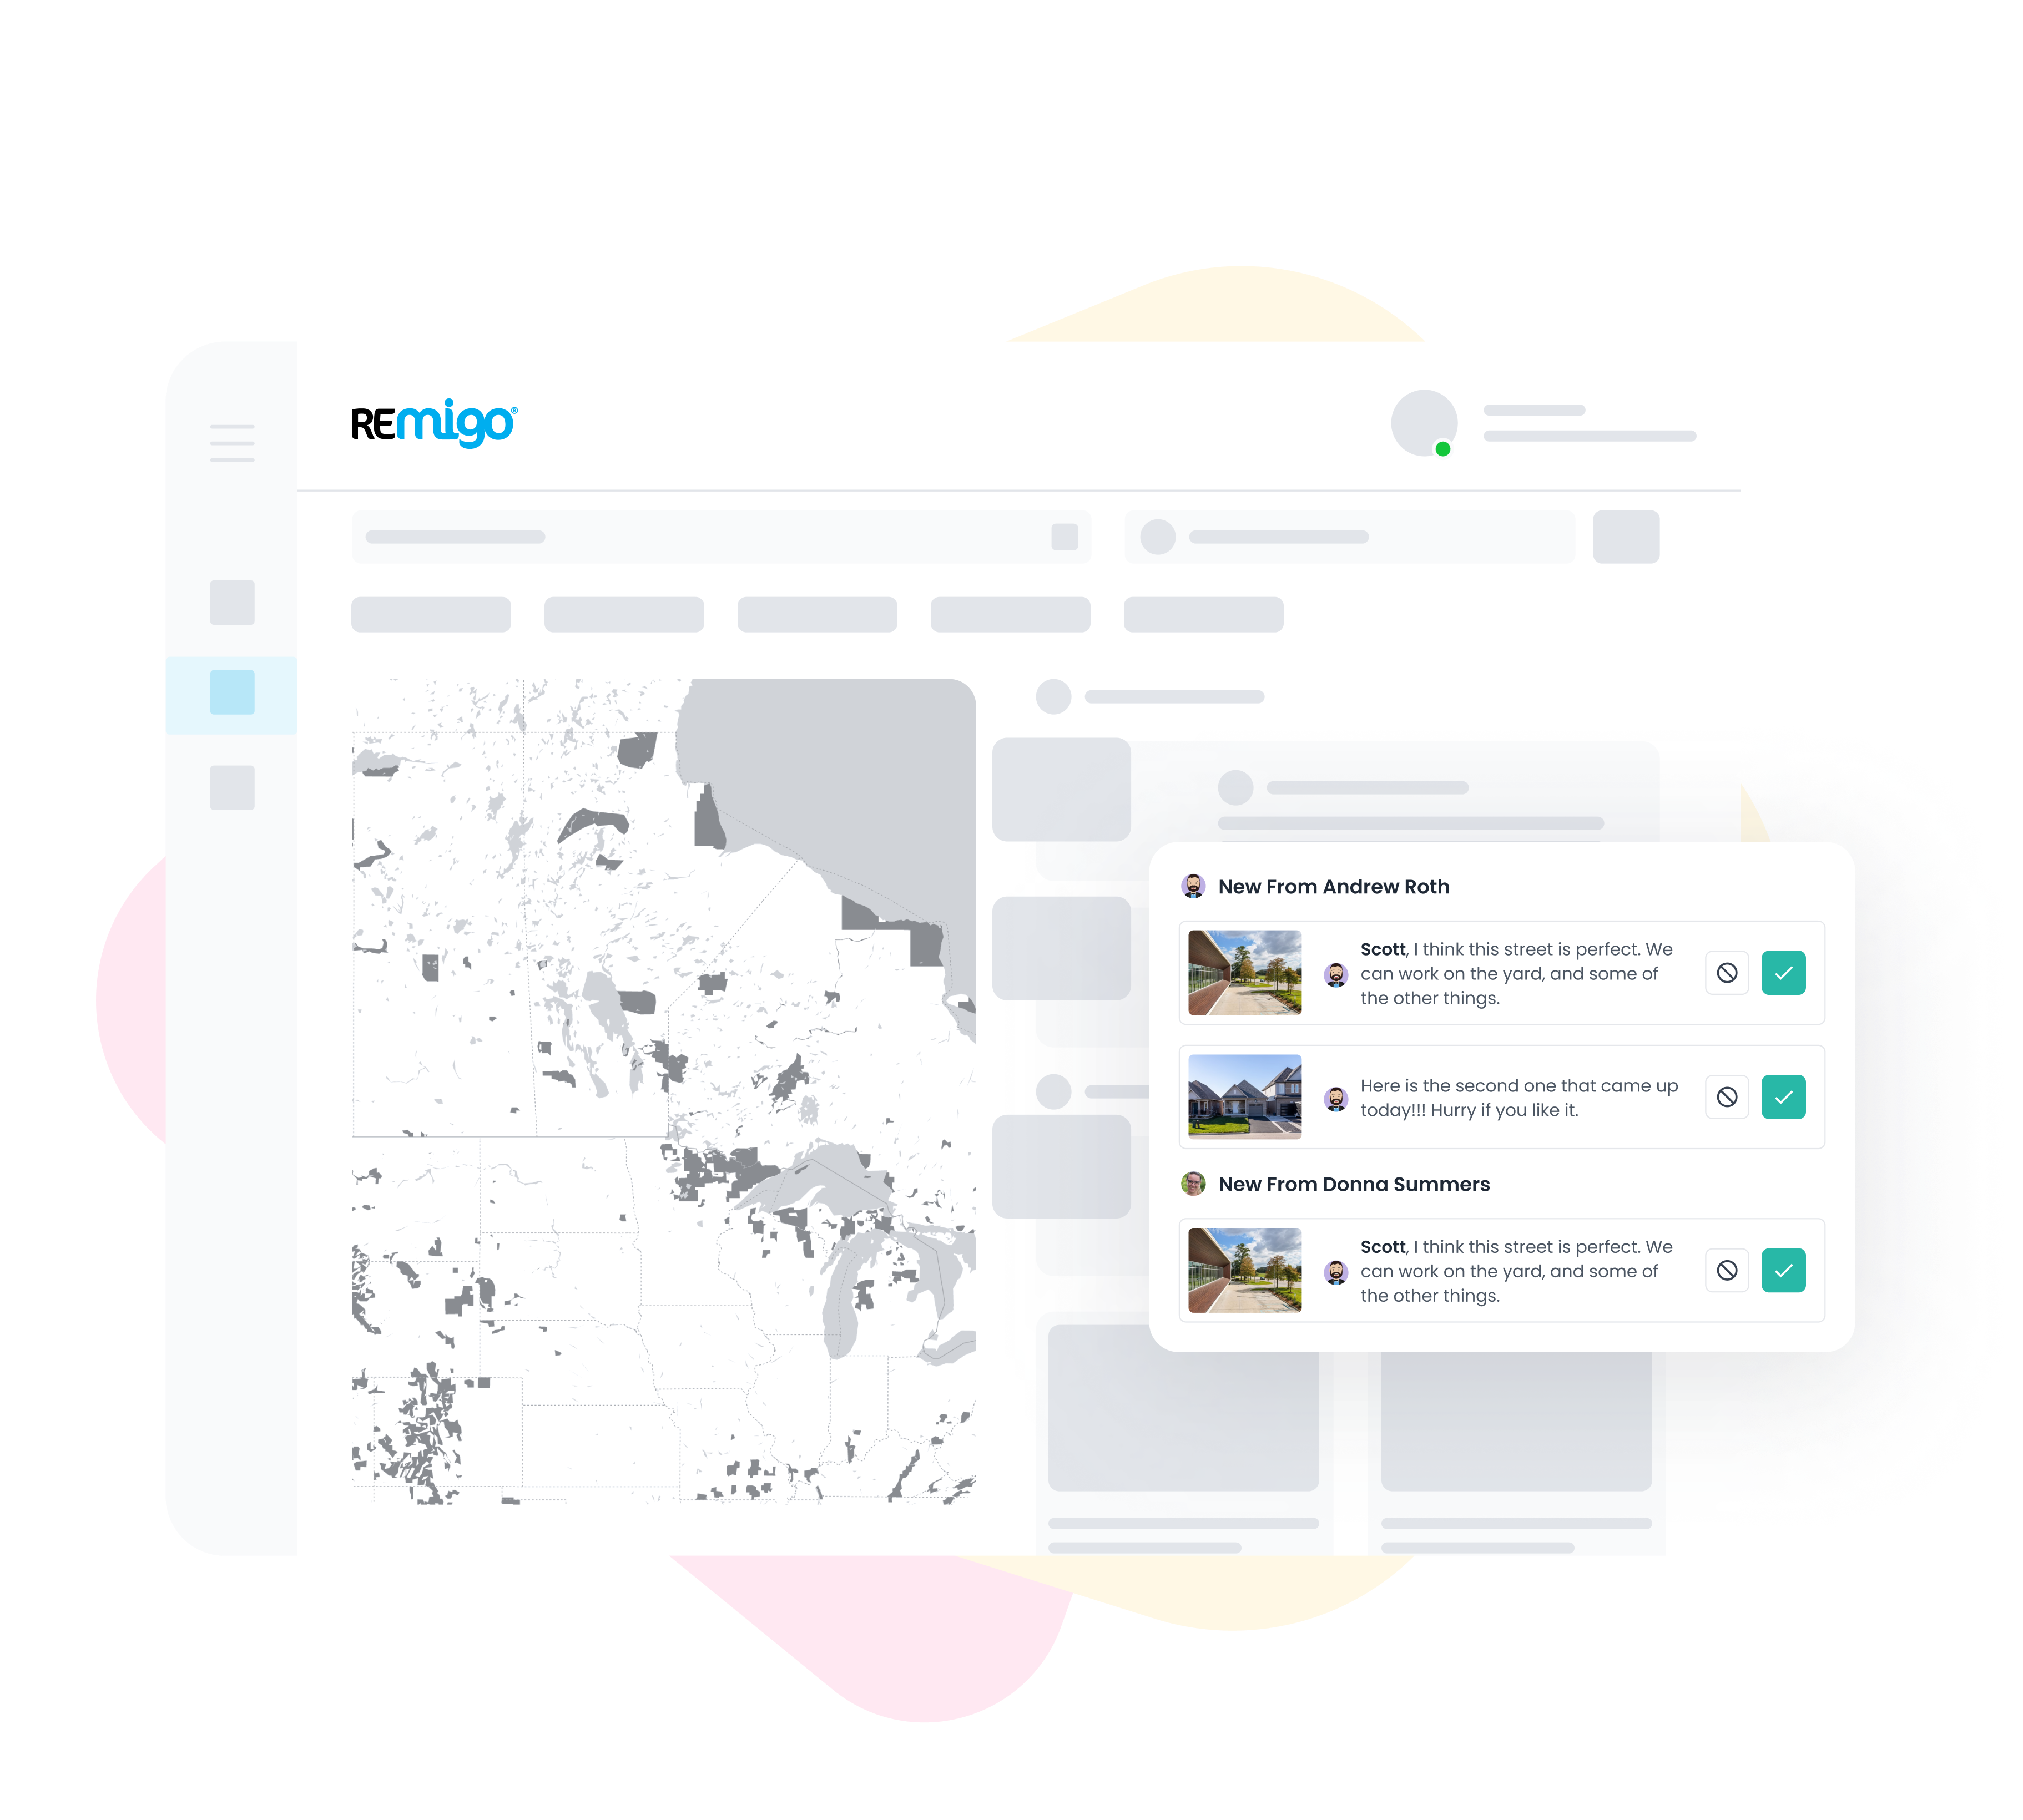 REmigo®
New From Andrew Roth
Scott, I think this street is perfect. We
can work on the yard, and some of
the other things.
Here is the second one that came up
today!!! Hurry if you like it.
New From Donna Summers
Scott, I think this street is perfect. We
can work on the yard, and some of
the other things.